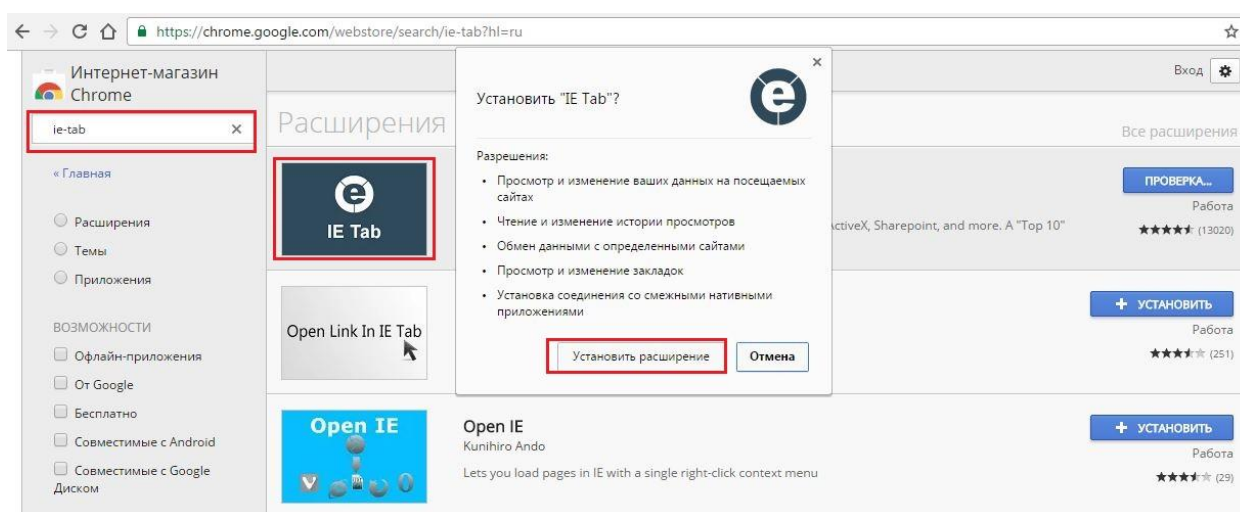 https://chrome.google.com/webstore/search/ie-tab?hl=ru
Интернет-магазин
Chrome
ie-tab
« Главная
Расширения
Темы
Приложения
ВОЗМОЖНОСТИ
Офлайн-приложения
От Google
Бесплатно
Совместимые с Android
Совместимые с Google
Диском
Вход
Расширения
Все расширения
IE Tab
ПРОВЕРКА...
Работа
ctiveX, Sharepoint, and more. A "Top 10"
(13020)
Установить "IE Tab"?
Разрешения:
• Просмотр и изменение ваших данных на посещаемых
сайтах
• Чтение и изменение истории просмотров
• Обмен данными с определенными сайтами
• Просмотр и изменение закладок
• Установка соединения со смежными нативными
приложениями
Установить расширение
Отмена
Open Link In IE Tab
+ УСТАНОВИТЬ
Работа
(251)
Open IE
Open IE
Kunihiro Ando
Lets you load pages in IE with a single right-click context menu
+ УСТАНОВИТЬ
Работа
(29)